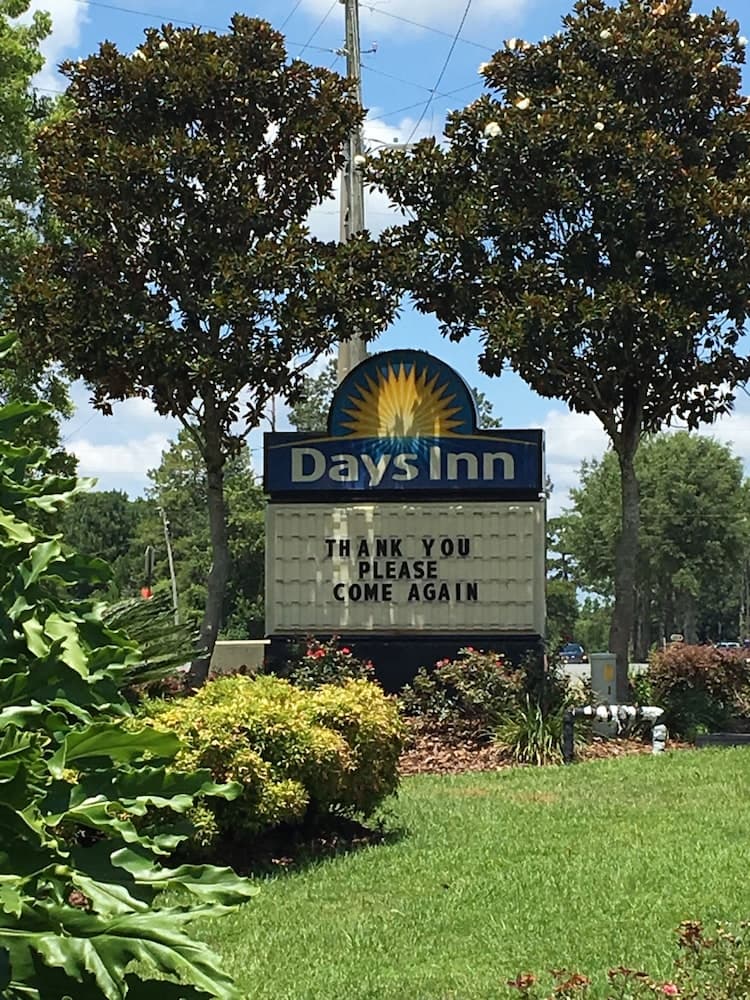 Days Inn
THANK YOU
PLEASE
COME AGAIN